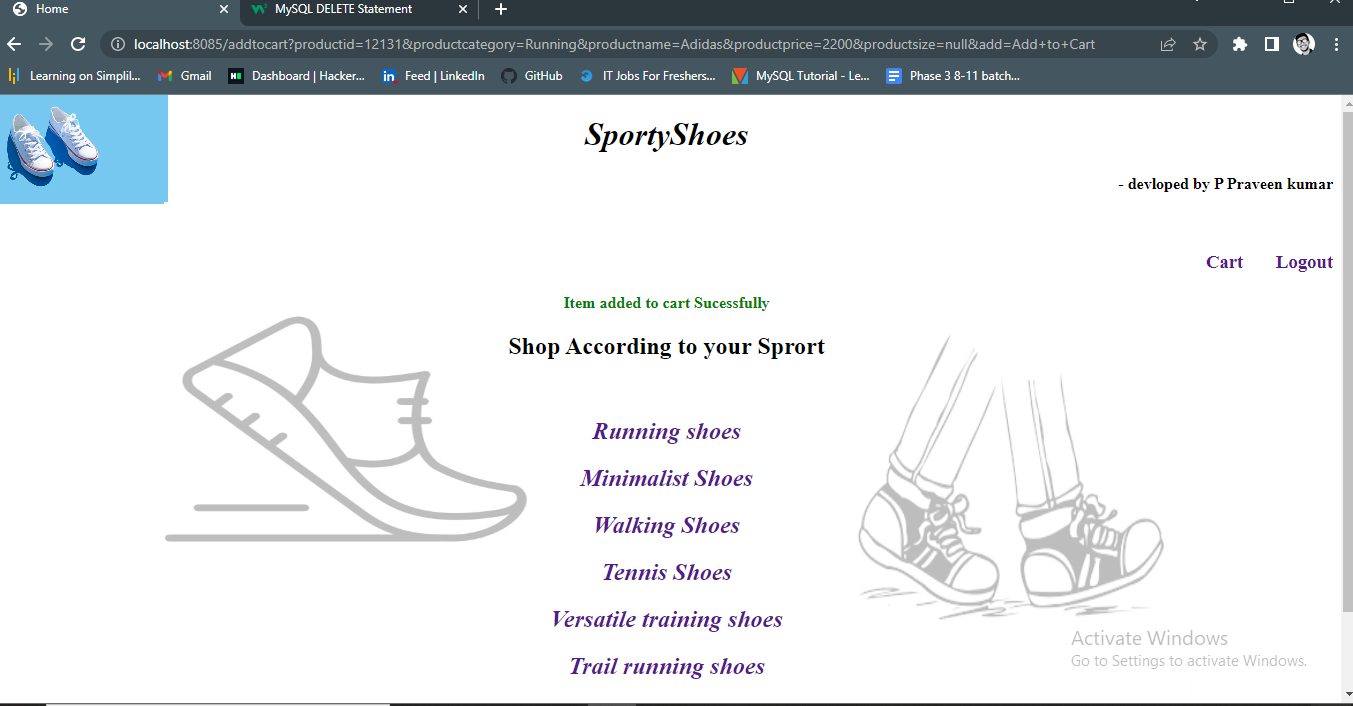 Home
MySQL DELETE Statement
localhost:8085/addtocart?productid=12131&productcategory=Running&productname=Adidas&productprice=2200&productsize=null&add=Add+to+Cart
Learning on Simplil... Gmail Dashboard | Hacker... Feed | LinkedIn GitHub IT Jobs For Freshers... MySQL Tutorial - Le... Phase 3 8-11 batch...
SportyShoes
- devloped by P Praveen kumar
Cart Logout
Item added to cart Sucessfully
Shop According to your Sprort
Running shoes
Minimalist Shoes
Walking Shoes
Tennis Shoes
Versatile training shoes
Trail running shoes
Activate Windows
Go to Settings to activate Windows.